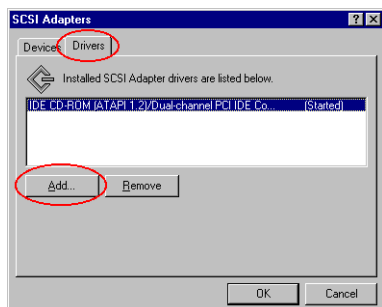 SCSI Adapters
Devices Drivers
Installed SCSI Adapter drivers are listed below.
IDE CD-ROM (ATAPI 1.2)/Dual-channel PCI IDE Co... (Started)
Add... Remove
OK Cancel